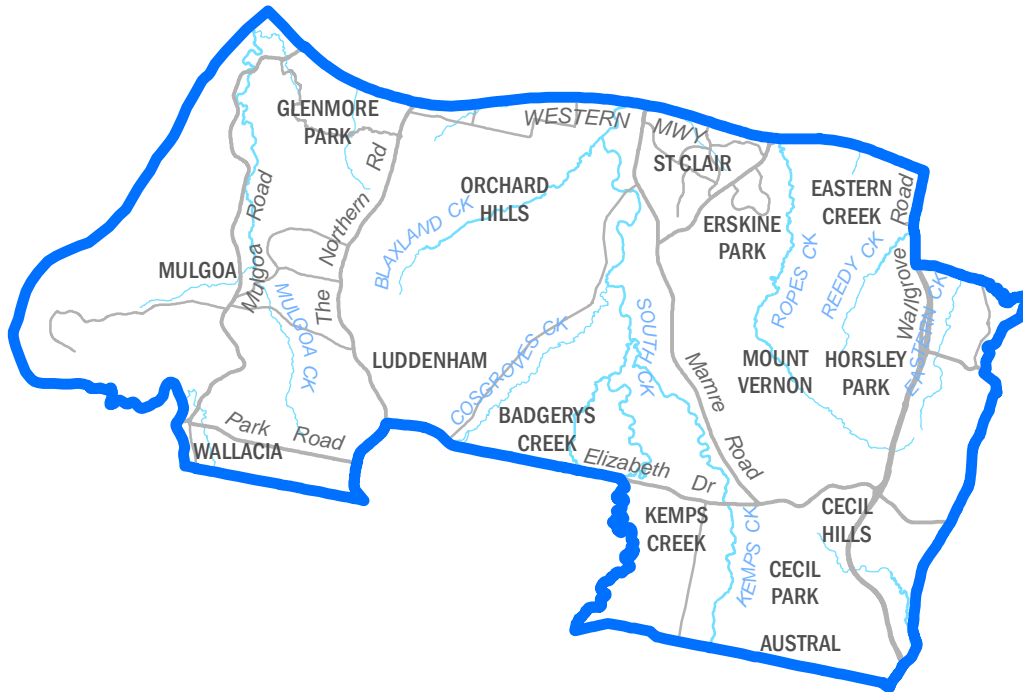 GLENMORE
PARK
WESTERN MWY
ST CLAIR
The Northern Rd
ORCHARD
HILLS
EASTERN
CREEK
Mulgoa Road
BLAXLAND CK
ERSKINE
PARK
Wallgrove Road
MULGOA
ROPES CK
REEDY CK
MULGOA CK
EASTERN CK
LUDDENHAM
COSGROVES CK
SOUTH CK
MOUNT
VERNON
HORSLEY
PARK
Mamre Road
BADGERYS
CREEK
Park Road
WALLACIA
Elizabeth Dr
KEMPS
CREEK
KEMPS CK
CECIL
HILLS
CECIL
PARK
AUSTRAL